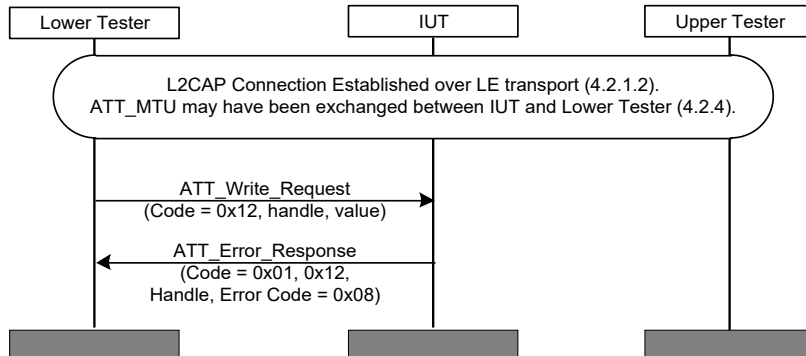 Lower Tester
IUT
Upper Tester
L2CAP Connection Established over LE transport (4.2.1.2).
ATT_MTU may have been exchanged between IUT and Lower Tester (4.2.4).
ATT_Write_Request
(Code = 0x12, handle, value)
ATT_Error_Response
(Code = 0x01, 0x12,
Handle, Error Code = 0x08)